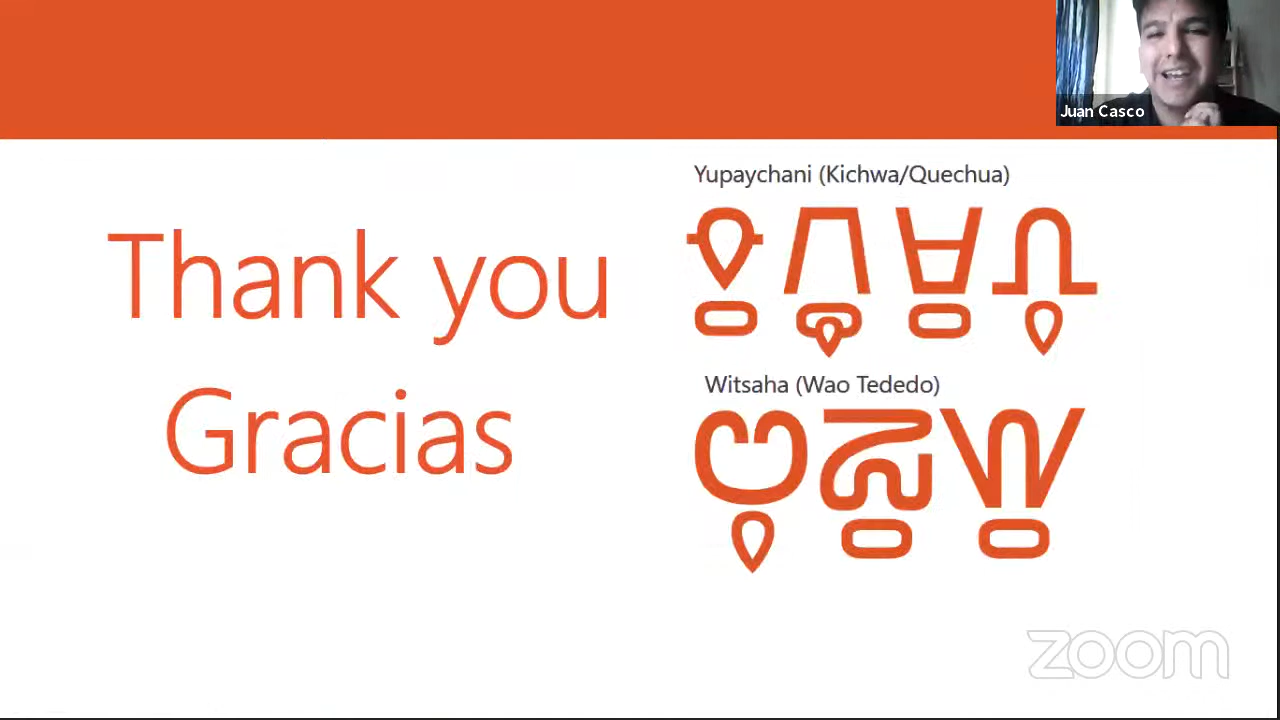 Juan Casco
Yupaychani (Kichwa/Quechua)
Thank you
Witsaha (Wao Tededo)
Gracias
zoom